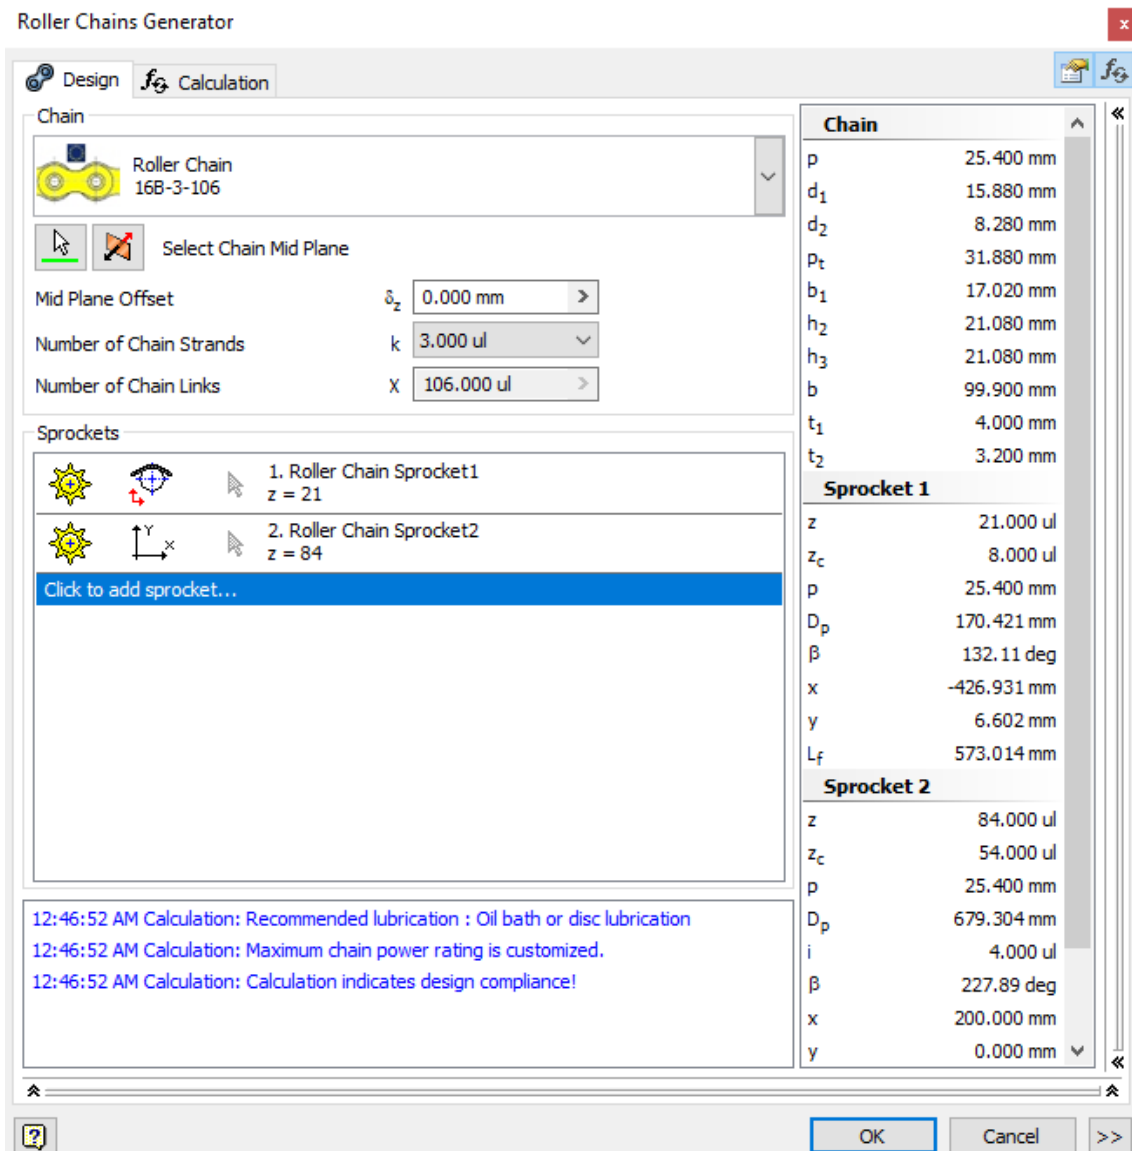 Roller Chains Generator
x
Design
Calculation
Chain
Roller Chain
16B-3-106
Select Chain Mid Plane
Mid Plane Offset δz 0.000 mm >
Number of Chain Strands k 3.000 ul
Number of Chain Links X 106.000 ul >
Sprockets
1. Roller Chain Sprocket1
z = 21
Y
X
2. Roller Chain Sprocket2
z = 84
Click to add sprocket...
12:46:52 AM Calculation: Recommended lubrication : Oil bath or disc lubrication
12:46:52 AM Calculation: Maximum chain power rating is customized.
12:46:52 AM Calculation: Calculation indicates design compliance!
Chain
p 25.400 mm
d1 15.880 mm
d2 8.280 mm
pt 31.880 mm
b1 17.020 mm
h2 21.080 mm
h3 21.080 mm
b 99.900 mm
t1 4.000 mm
t2 3.200 mm
Sprocket 1
z 21.000 ul
zc 8.000 ul
p 25.400 mm
Dp 170.421 mm
β 132.11 deg
x -426.931 mm
y 6.602 mm
Lf 573.014 mm
Sprocket 2
z 84.000 ul
zc 54.000 ul
p 25.400 mm
Dp 679.304 mm
i 4.000 ul
β 227.89 deg
x 200.000 mm
y 0.000 mm
?
OK
Cancel
>>